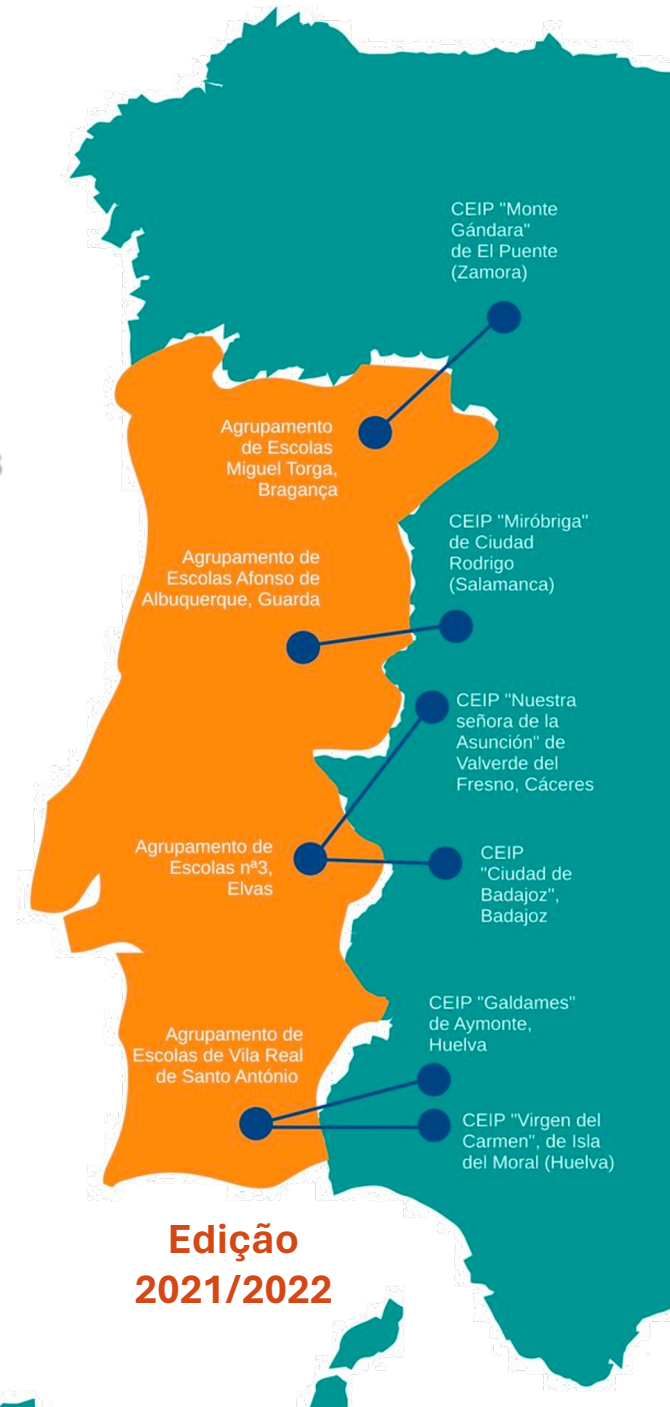 CEIP "Monte
Gándara"
de El Puente
(Zamora)
Agrupamento
de Escolas
Miguel Torga,
Bragança
CEIP "Miróbriga"
de Ciudad
Rodrigo
(Salamanca)
Agrupamento de
Escolas Afonso de
Albuquerque, Guarda
CEIP "Nuestra
señora de la
Asunción" de
Valverde del
Fresno, Cáceres
Agrupamento de
Escolas nª3,
Elvas
CEIP
"Ciudad de
Badajoz",
Badajoz
CEIP "Galdames"
de Aymonte,
Huelva
Agrupamento de
Escolas de Vila Real
de Santo António
CEIP "Virgen del
Carmen", de Isla
del Moral (Huelva)
Edição
2021/2022